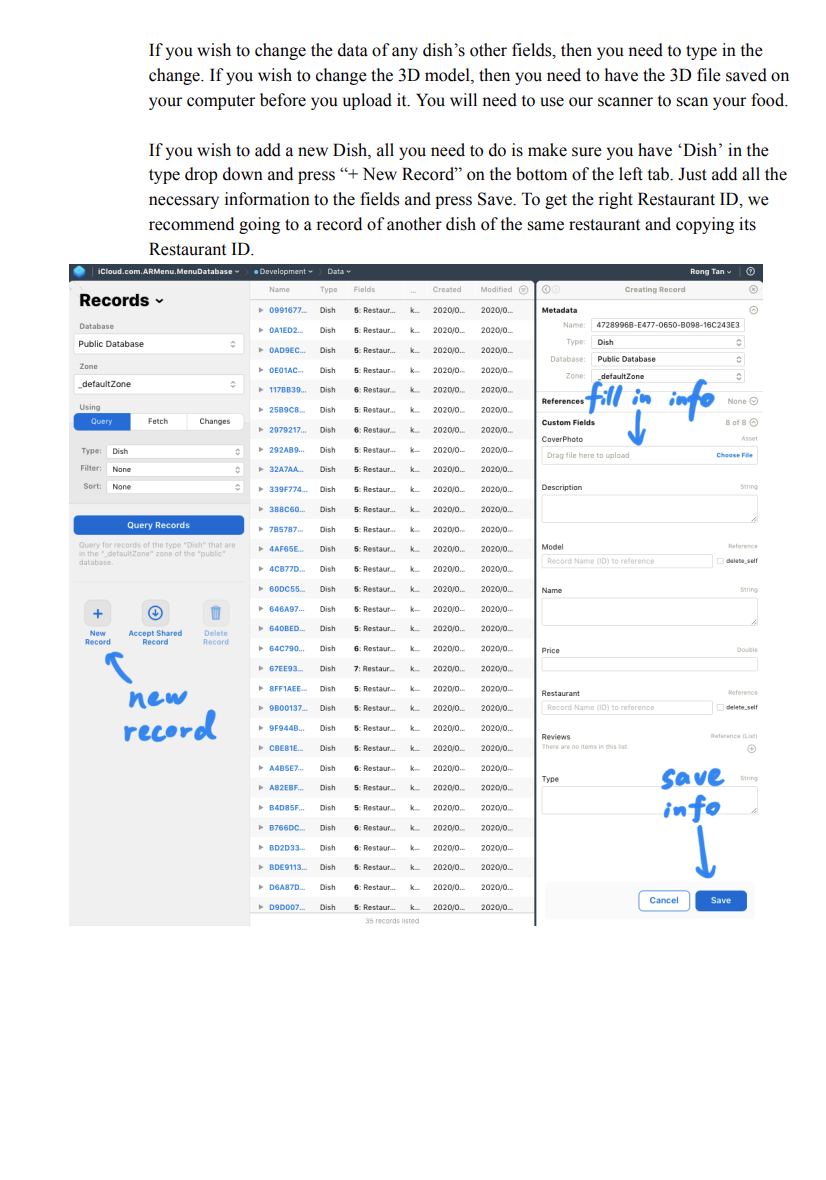 If you wish to change the data of any dish’s other fields, then you need to type in the
change. If you wish to change the 3D model, then you need to have the 3D file saved on
your computer before you upload it. You will need to use our scanner to scan your food.
If you wish to add a new Dish, all you need to do is make sure you have ‘Dish’ in the
type drop down and press “+ New Record” on the bottom of the left tab. Just add all the
necessary information to the fields and press Save. To get the right Restaurant ID, we
recommend going to a record of another dish of the same restaurant and copying its
Restaurant ID.
iCloud.com.ARMenu.MenuDatabase Development Data Rong Tan
Records
Database
Public Database
Zone
_defaultZone
Using
Query Fetch Changes
Type: Dish
Filter: None
Sort: None
Query Records
Query for records of the type "Dish" that are
in the "_defaultZone" zone of the "public"
database.
New Record
Accept Shared Record
Delete Record
new
record
Name Type Fields ... Created Modified
0991677... Dish 5: Restaur... k... 2020/0... 2020/0...
0A1ED2... Dish 5: Restaur... k... 2020/0... 2020/0...
0AD9EC... Dish 5: Restaur... k... 2020/0... 2020/0...
0E01AC... Dish 5: Restaur... k... 2020/0... 2020/0...
117BB39... Dish 6: Restaur... k... 2020/0... 2020/0...
25B9C8... Dish 5: Restaur... k... 2020/0... 2020/0...
2979217... Dish 6: Restaur... k... 2020/0... 2020/0...
292AB9... Dish 5: Restaur... k... 2020/0... 2020/0...
32A7AA... Dish 5: Restaur... k... 2020/0... 2020/0...
339F774... Dish 5: Restaur... k... 2020/0... 2020/0...
388C60... Dish 5: Restaur... k... 2020/0... 2020/0...
7B5787... Dish 5: Restaur... k... 2020/0... 2020/0...
4AF65E... Dish 5: Restaur... k... 2020/0... 2020/0...
4CB77D... Dish 5: Restaur... k... 2020/0... 2020/0...
60DC55... Dish 5: Restaur... k... 2020/0... 2020/0...
646A97... Dish 5: Restaur... k... 2020/0... 2020/0...
640BED... Dish 5: Restaur... k... 2020/0... 2020/0...
64C790... Dish 6: Restaur... k... 2020/0... 2020/0...
67EE93... Dish 7: Restaur... k... 2020/0... 2020/0...
8FF1AEE... Dish 5: Restaur... k... 2020/0... 2020/0...
9B00137... Dish 5: Restaur... k... 2020/0... 2020/0...
9F944B... Dish 5: Restaur... k... 2020/0... 2020/0...
CBE81E... Dish 5: Restaur... k... 2020/0... 2020/0...
A4B5E7... Dish 6: Restaur... k... 2020/0... 2020/0...
A82EBF... Dish 5: Restaur... k... 2020/0... 2020/0...
B4D85F... Dish 5: Restaur... k... 2020/0... 2020/0...
B766DC... Dish 6: Restaur... k... 2020/0... 2020/0...
BD2D33... Dish 6: Restaur... k... 2020/0... 2020/0...
BDE9113... Dish 5: Restaur... k... 2020/0... 2020/0...
D6A87D... Dish 6: Restaur... k... 2020/0... 2020/0...
D9D007... Dish 5: Restaur... k... 2020/0... 2020/0...
35 records listed
Creating Record
Metadata
Name: 4728996B-E477-0650-B098-16C243E3
Type: Dish
Database: Public Database
Zone: _defaultZone
fill in info
References None
Custom Fields 8 of 8
CoverPhoto Asset
Drag file here to upload Choose File
Description String
Model Reference
Record Name (ID) to reference delete_self
Name String
Price Double
Restaurant Reference
Record Name (ID) to reference delete_self
Reviews Reference (List)
There are no items in this list.
Type String
save
info
Cancel Save